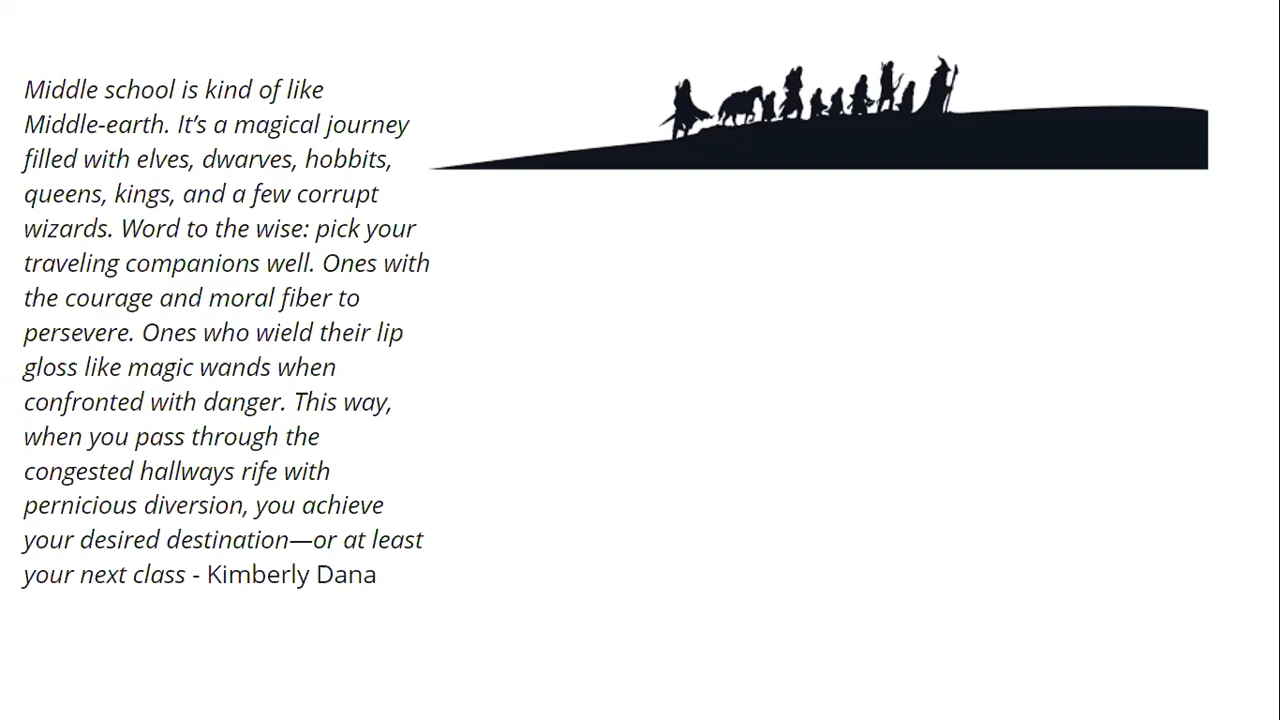 Middle school is kind of like
Middle-earth. It’s a magical journey
filled with elves, dwarves, hobbits,
queens, kings, and a few corrupt
wizards. Word to the wise: pick your
traveling companions well. Ones with
the courage and moral fiber to
persevere. Ones who wield their lip
gloss like magic wands when
confronted with danger. This way,
when you pass through the
congested hallways rife with
pernicious diversion, you achieve
your desired destination—or at least
your next class - Kimberly Dana